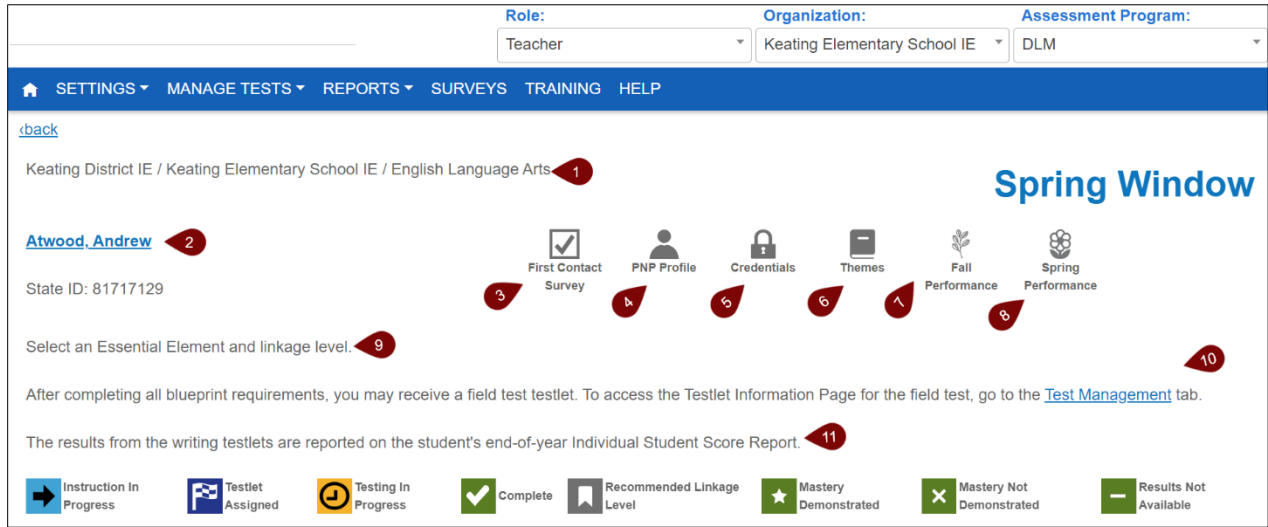 Role: Organization: Assessment Program:
Teacher Keating Elementary School IE DLM
SETTINGS MANAGE TESTS REPORTS SURVEYS TRAINING HELP
‹back
Keating District IE / Keating Elementary School IE / English Language Arts 1
Spring Window
Atwood, Andrew 2
First Contact Survey PNP Profile Credentials Themes Fall Performance Spring Performance
State ID: 81717129
3 4 5 6 7 8
Select an Essential Element and linkage level. 9
10
After completing all blueprint requirements, you may receive a field test testlet. To access the Testlet Information Page for the field test, go to the Test Management tab.
The results from the writing testlets are reported on the student's end-of-year Individual Student Score Report. 11
Instruction In Progress Testlet Assigned Testing In Progress Complete Recommended Linkage Level Mastery Demonstrated Mastery Not Demonstrated Results Not Available